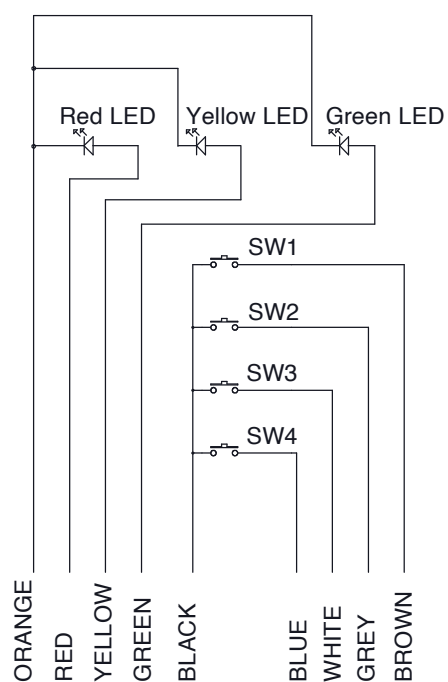 Red LED Yellow LED Green LED
SW1
SW2
SW3
SW4
ORANGE
RED
YELLOW
GREEN
BLACK
BLUE
WHITE
GREY
BROWN